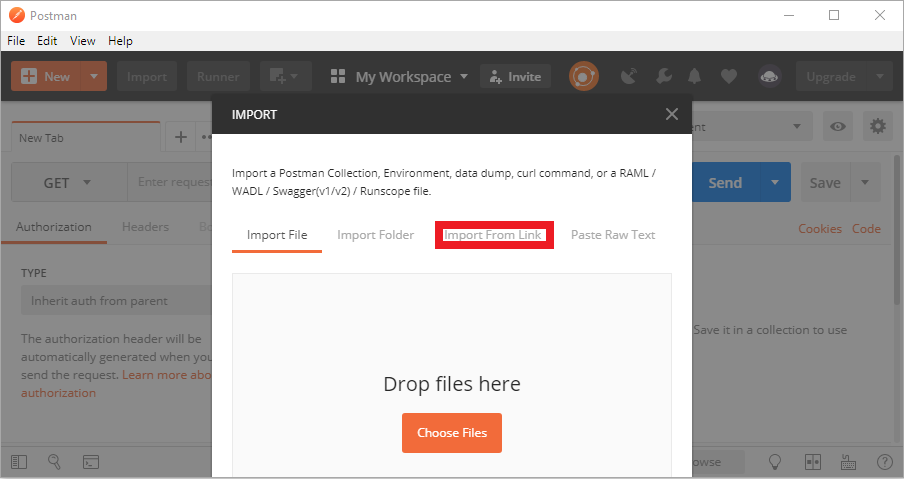 Postman
File Edit View Help
New Import Runner My Workspace Invite Upgrade
IMPORT
New Tab
Import a Postman Collection, Environment, data dump, curl command, or a RAML /
WADL / Swagger(v1/v2) / Runscope file.
GET Enter reques Send Save
Import File Import Folder Import From Link Paste Raw Text
Authorization Headers Cookies Code
TYPE
Inherit auth from parent
The authorization header will be
automatically generated when you
send the request. Learn more abo
authorization
Save it in a collection to use
Drop files here
Choose Files